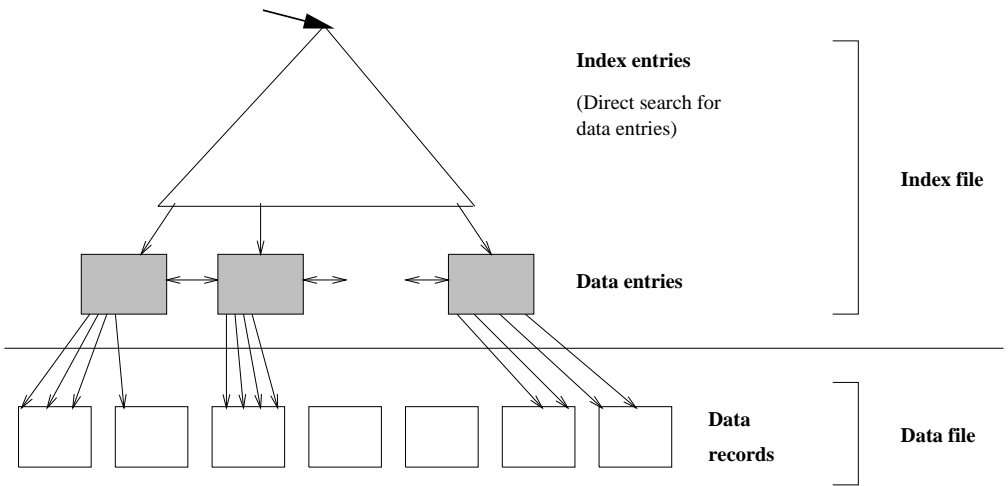 Index entries
(Direct search for
data entries)
Index file
Data entries
Data
records
Data file